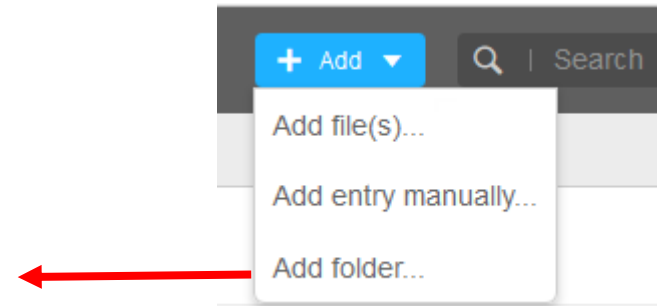 + Add
| Search
Add file(s)...
Add entry manually...
Add folder...